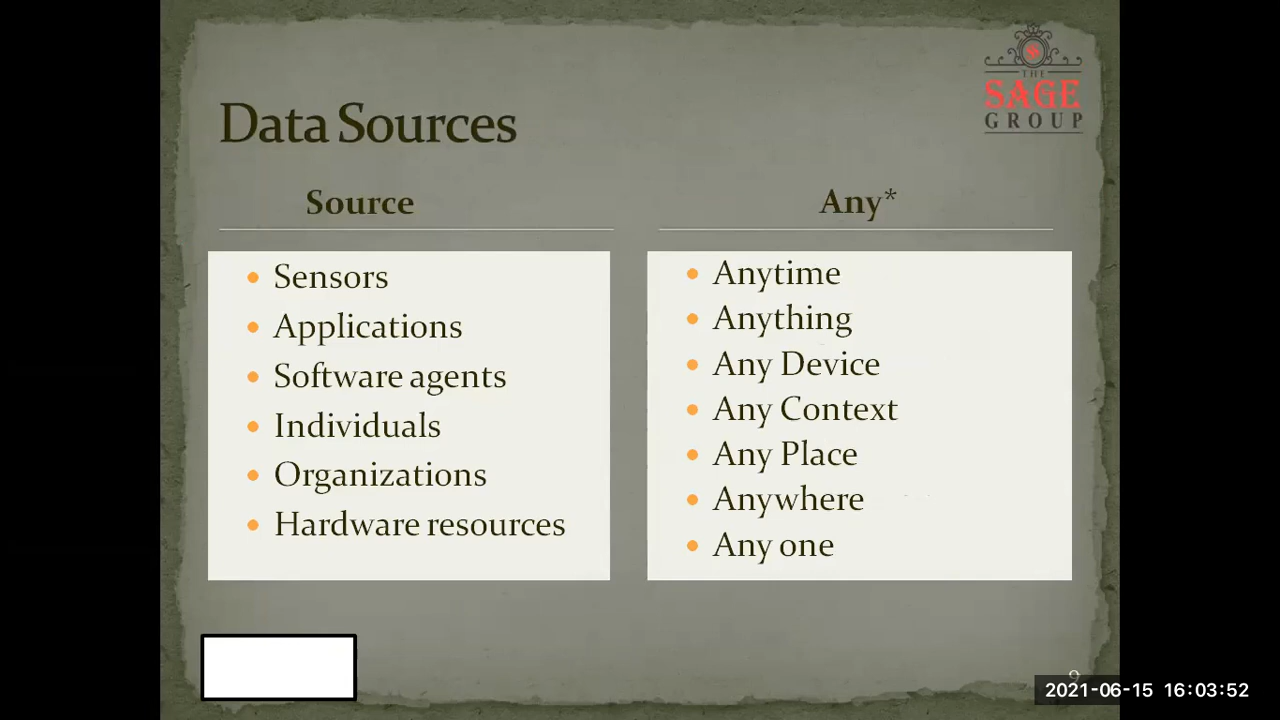 THE
SAGE
GROUP
Data Sources
Source
Sensors
Applications
Software agents
Individuals
Organizations
Hardware resources
Any*
Anytime
Anything
Any Device
Any Context
Any Place
Anywhere
Any one
9
2021-06-15 16:03:52